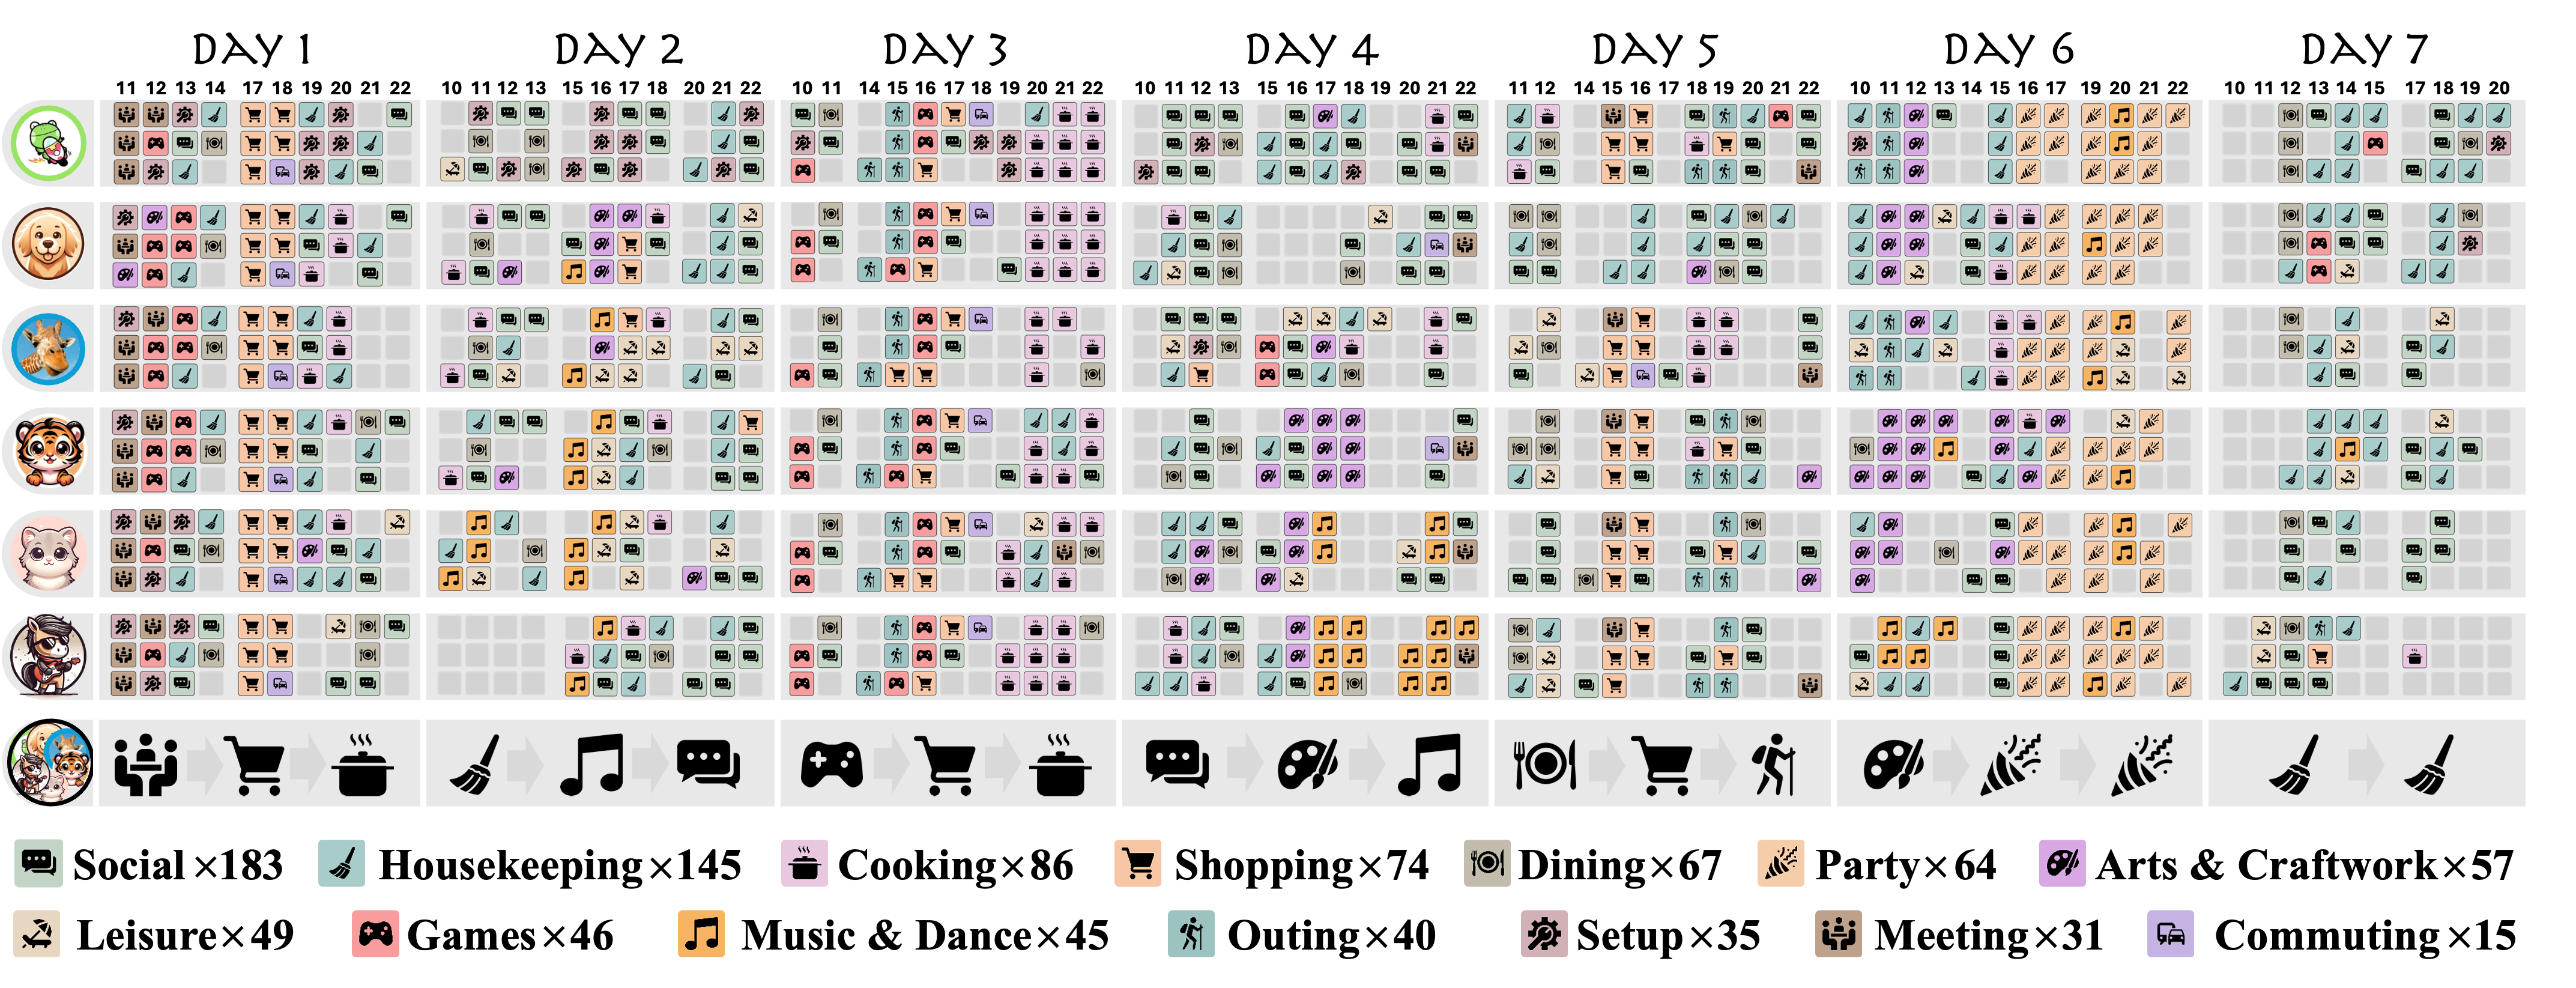 DAY 1 DAY 2 DAY 3 DAY 4 DAY 5 DAY 6 DAY 7
11 12 13 14 17 18 19 20 21 22 10 11 12 13 15 16 17 18 20 21 22 10 11 14 15 16 17 18 19 20 21 22 10 11 12 13 15 16 17 18 19 20 21 22 11 12 14 15 16 17 18 19 20 21 22 10 11 12 13 14 15 16 17 19 20 21 22 10 11 12 13 14 15 17 18 19 20
Social×183 Housekeeping×145 Cooking×86 Shopping×74 Dining×67 Party×64 Arts & Craftwork×57
Leisure×49 Games×46 Music & Dance×45 Outing×40 Setup×35 Meeting×31 Commuting×15